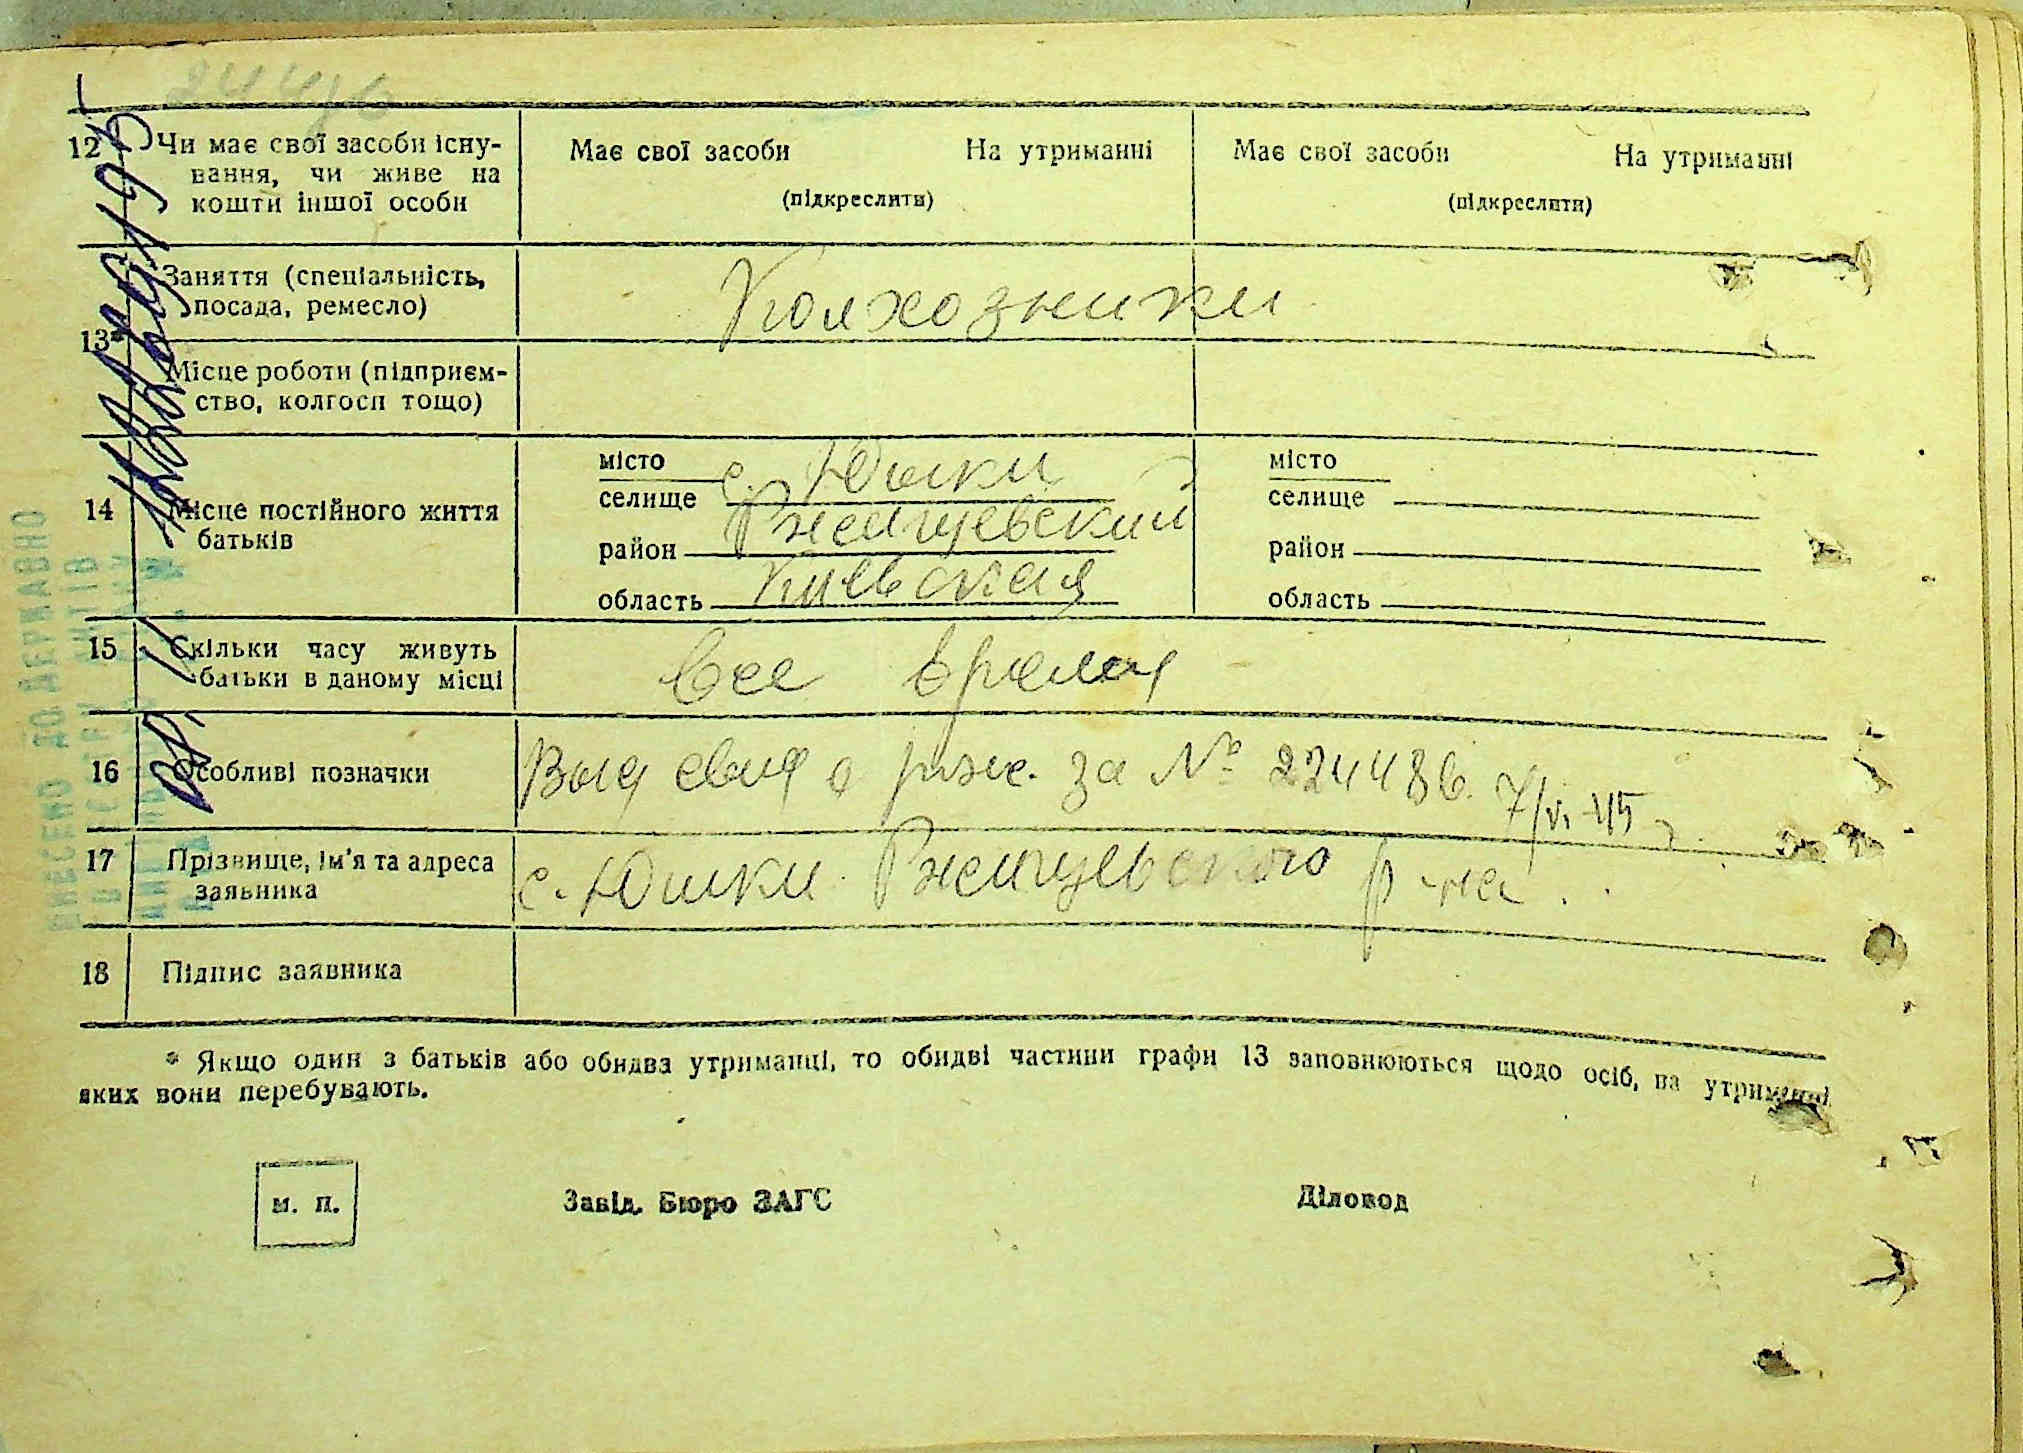 12 Чи має свої засоби існу-
вання, чи живе на
кошти іншої особи
Має свої засоби На утриманні
(підкреслити)
Має свої засоби На утриманні
(підкреслити)
13*
Заняття (спеціальність,
посада, ремесло)
Колхозники
Місце роботи (підприєм-
ство, колгосп тощо)
14 Місце постійного життя
батьків
місто
селище с. Юшки
район Ржищевский
область Киевская
місто
селище
район
область
15 Скільки часу живуть
батьки в даному місці
все время
16 Особливі позначки
Выд свид о рож. за № 224486. 7/VI-45
17 Прізвище, ім'я та адреса
заявника
с. Юшки Ржищевского р-на.
18 Підпис заявника
* Якщо один з батьків або обидва утриманці, то обидві частини графи 13 заповнюються щодо осіб, на утриманні
яких вони перебувають.
м. п.
Завід. Бюро ЗАГС
Діловод